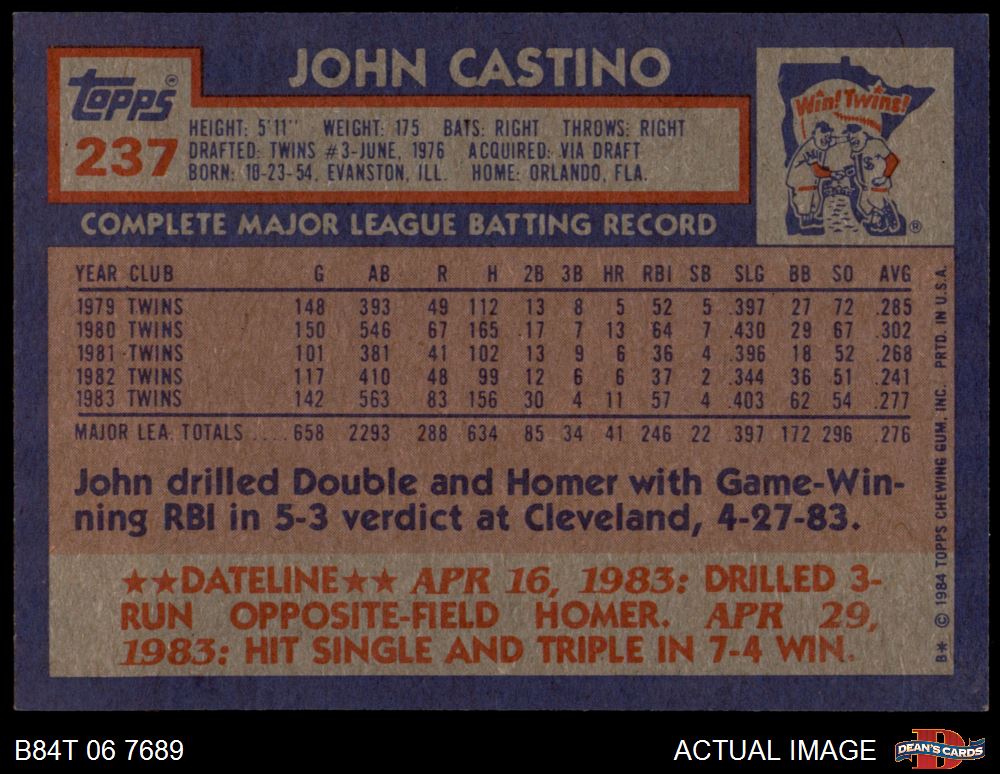 JOHN CASTINO
Topps®
237
HEIGHT: 5'11" WEIGHT: 175 BATS: RIGHT THROWS: RIGHT
DRAFTED: TWINS #3-JUNE, 1976 ACQUIRED: VIA DRAFT
BORN: 10-23-54, EVANSTON, ILL. HOME: ORLANDO, FLA.
Win! Twins!
®
COMPLETE MAJOR LEAGUE BATTING RECORD
YEAR CLUB G AB R H 2B 3B HR RBI SB SLG BB SO AVG
1979 TWINS 148 393 49 112 13 8 5 52 5 .397 27 72 .285
1980 TWINS 150 546 67 165 .17 7 13 64 7 .430 29 67 .302
1981 TWINS 101 381 41 102 13 9 6 36 4 .396 18 52 .268
1982 TWINS 117 410 48 99 12 6 6 37 2 .344 36 51 .241
1983 TWINS 142 563 83 156 30 4 11 57 4 .403 62 54 .277
MAJOR LEA. TOTALS .... 658 2293 288 634 85 34 41 246 22 .397 172 296 .276
John drilled Double and Homer with Game-Win-
ning RBI in 5-3 verdict at Cleveland, 4-27-83.
★★DATELINE★★ APR 16, 1983: DRILLED 3-
RUN OPPOSITE-FIELD HOMER. APR 29,
1983: HIT SINGLE AND TRIPLE IN 7-4 WIN.
B* © 1984 TOPPS CHEWING GUM, INC. PRTD. IN U.S.A.
B84T 06 7689
ACTUAL IMAGE
DEAN'S CARDS